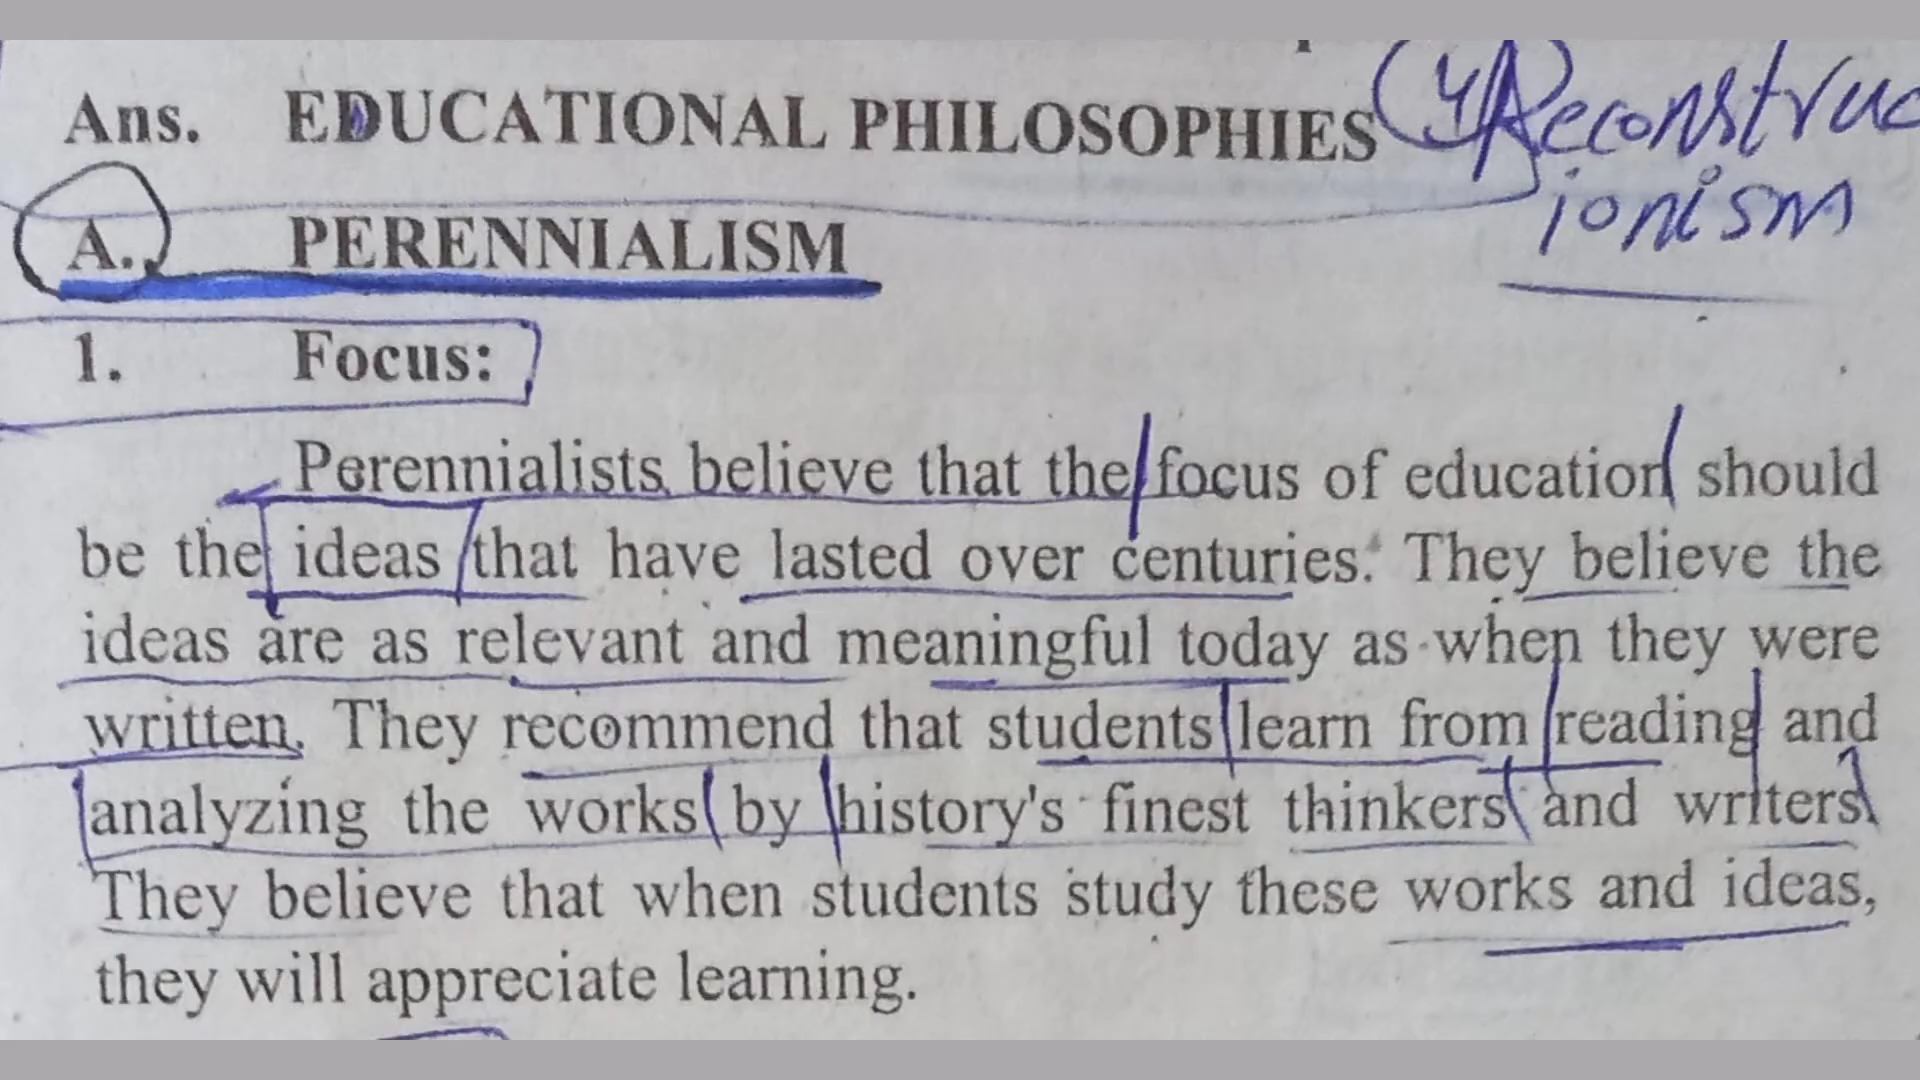 Ans. EDUCATIONAL PHILOSOPHIES
4) Reconstruc
ionism
A. PERENNIALISM
1. Focus:
Perennialists believe that the focus of education should
be the ideas that have lasted over centuries. They believe the
ideas are as relevant and meaningful today as when they were
written. They recommend that students learn from reading and
analyzing the works by history's finest thinkers and writers.
They believe that when students study these works and ideas,
they will appreciate learning.